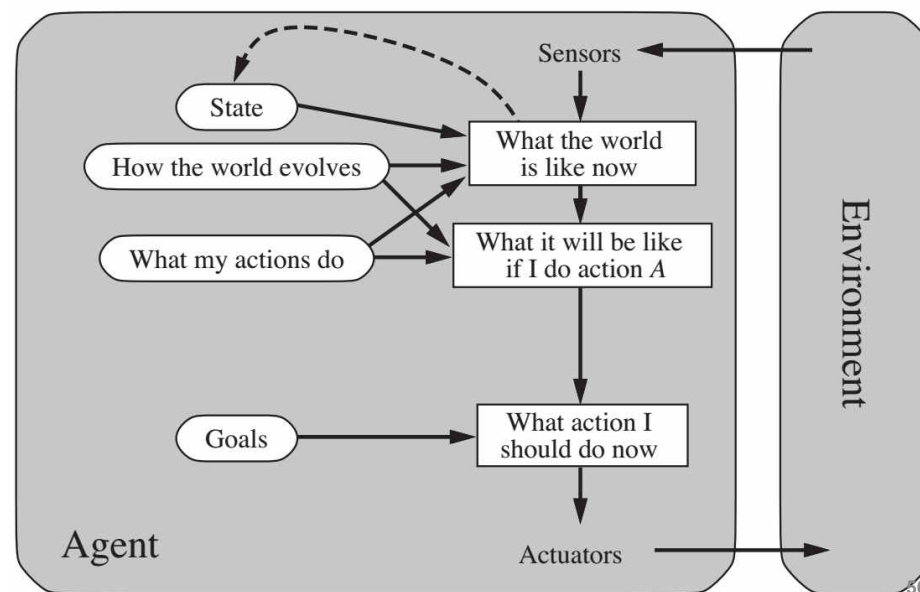 Sensors
State
What the world
is like now
How the world evolves
What it will be like
if I do action A
What my actions do
Environment
What action I
should do now
Goals
Agent
Actuators
50